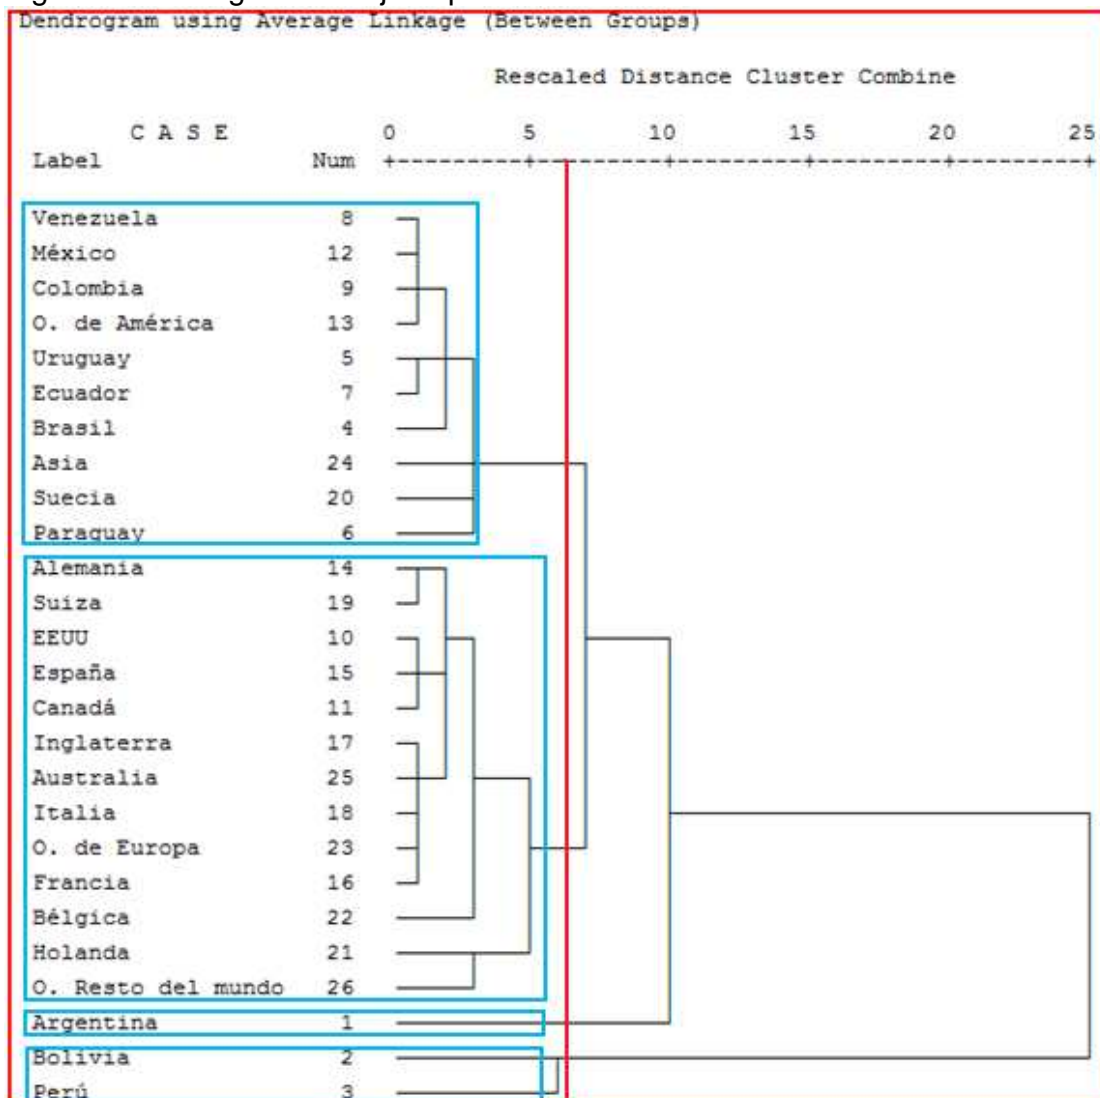 Dendrogram using Average Linkage (Between Groups)
Rescaled Distance Cluster Combine
C A S E 0 5 10 15 20 25
Label Num +---------+---------+---------+---------+---------+
Venezuela 8
México 12
Colombia 9
O. de América 13
Uruguay 5
Ecuador 7
Brasil 4
Asia 24
Suecia 20
Paraguay 6
Alemania 14
Suiza 19
EEUU 10
España 15
Canadá 11
Inglaterra 17
Australia 25
Italia 18
O. de Europa 23
Francia 16
Bélgica 22
Holanda 21
O. Resto del mundo 26
Argentina 1
Bolivia 2
Perú 3